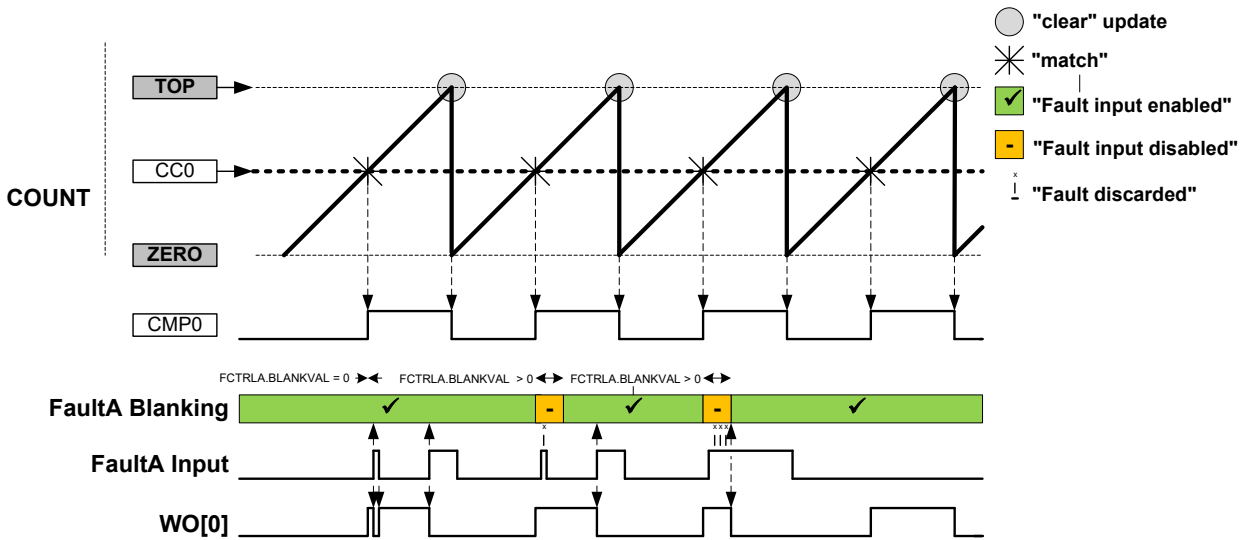 "clear" update
"match"
"Fault input enabled"
"Fault input disabled"
x
"Fault discarded"
TOP
CC0
COUNT
ZERO
CMP0
FCTRLA.BLANKVAL = 0
FCTRLA.BLANKVAL > 0
FCTRLA.BLANKVAL > 0
FaultA Blanking
✓ - ✓ - ✓
x xxx
FaultA Input
WO[0]